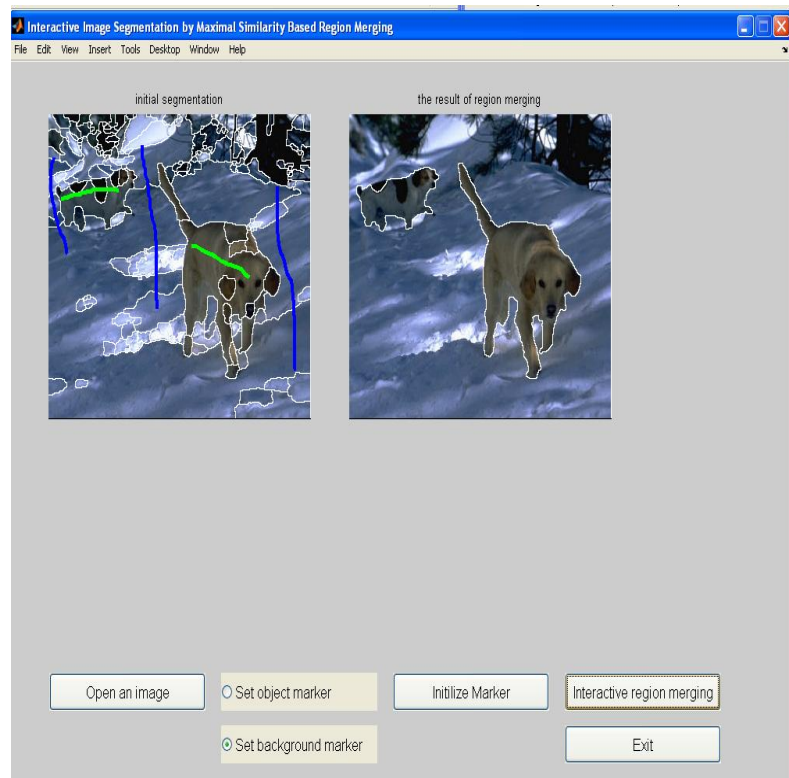 Interactive Image Segmentation by Maximal Similarity Based Region Merging
File Edit View Insert Tools Desktop Window Help
initial segmentation
the result of region merging
Open an image
Set object marker
Initilize Marker
Interactive region merging
Set background marker
Exit